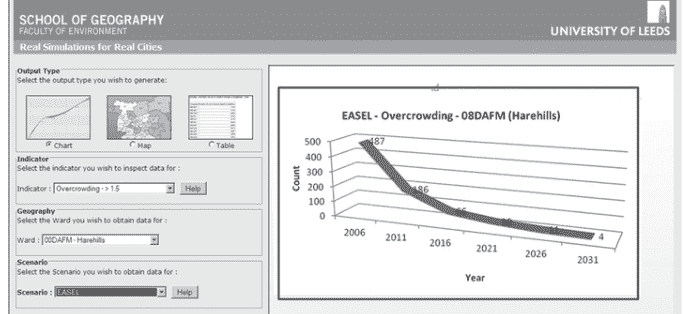 SCHOOL OF GEOGRAPHY
FACULTY OF ENVIRONMENT
UNIVERSITY OF LEEDS
Real Simulations for Real Cities
Output Type
Select the output type you wish to generate:
Chart
Map
Table
Indicator
Select the indicator you wish to inspect data for :
Indicator : Overcrowding - > 1.5
Help
Geography
Select the Ward you wish to obtain data for :
Ward : 00DAFM - Harehills
Scenario
Select the Scenario you wish to obtain data for :
Scenario : EASEL
Help
EASEL - Overcrowding - 08DAFM (Harehills)
Count
500
400
300
200
100
0
487
186
4
2006
2011
2016
2021
2026
2031
Year